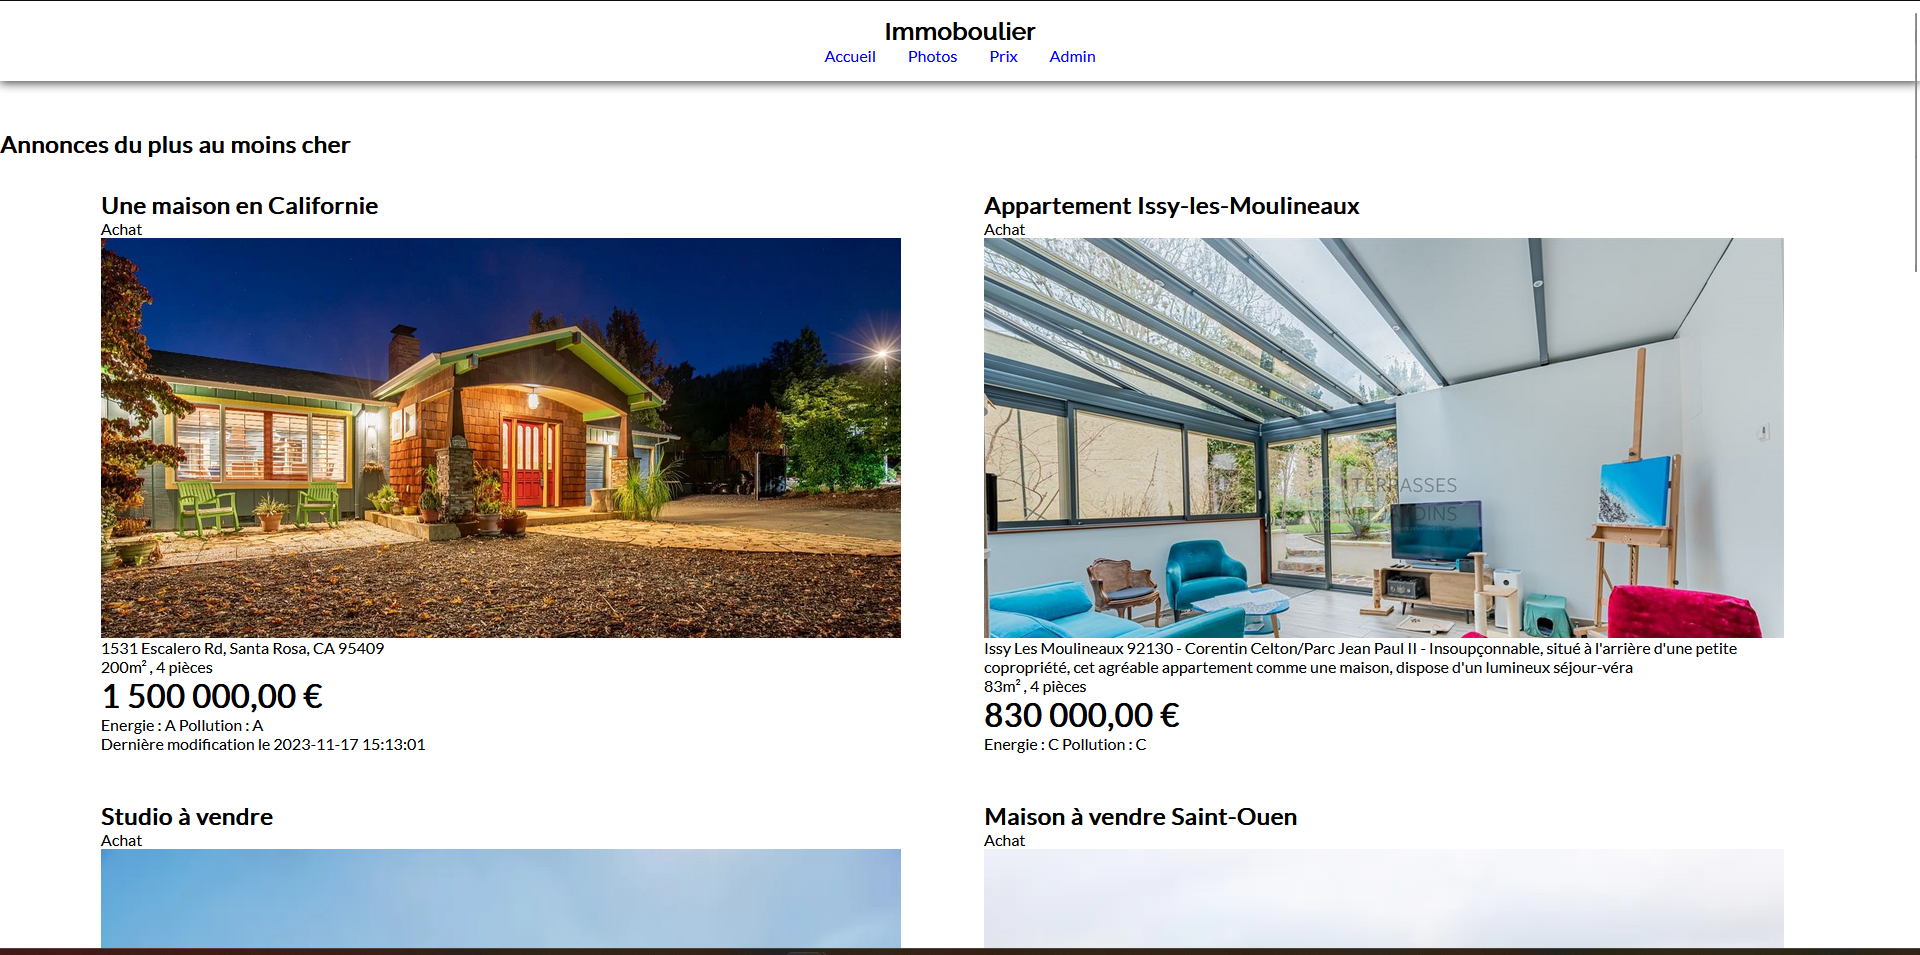 Immoboulier
Accueil Photos Prix Admin
Annonces du plus au moins cher
Une maison en Californie
Achat
1531 Escalero Rd, Santa Rosa, CA 95409
200m² , 4 pièces
1 500 000,00 €
Energie : A Pollution : A
Dernière modification le 2023-11-17 15:13:01
Appartement Issy-les-Moulineaux
Achat
TERRASSES
JARDINS
Issy Les Moulineaux 92130 - Corentin Celton/Parc Jean Paul II - Insoupçonnable, situé à l'arrière d'une petite
copropriété, cet agréable appartement comme une maison, dispose d'un lumineux séjour-véra
83m² , 4 pièces
830 000,00 €
Energie : C Pollution : C
Studio à vendre
Achat
Maison à vendre Saint-Ouen
Achat